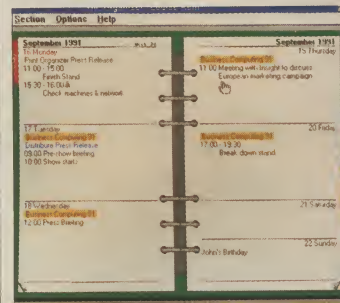 Section Options Help
September 1991
16 Monday
Print Organizer Press Release
11:00 - 15:00
Finish Stand
15:30 - 16:00
Check machines & network
17 Tuesday
Business Computing 91
Distribute Press Release
09:00 Pre-show briefing
10:00 Show starts
18 Wednesday
Business Computing 91
12:00 Press Briefing
September 1991
19 Thursday
Business Computing 91
11:00 Meeting with Insight to discuss
European marketing campaign
20 Friday
Business Computing 91
17:00 - 19:30
Break down stand
21 Saturday
22 Sunday
John's Birthday